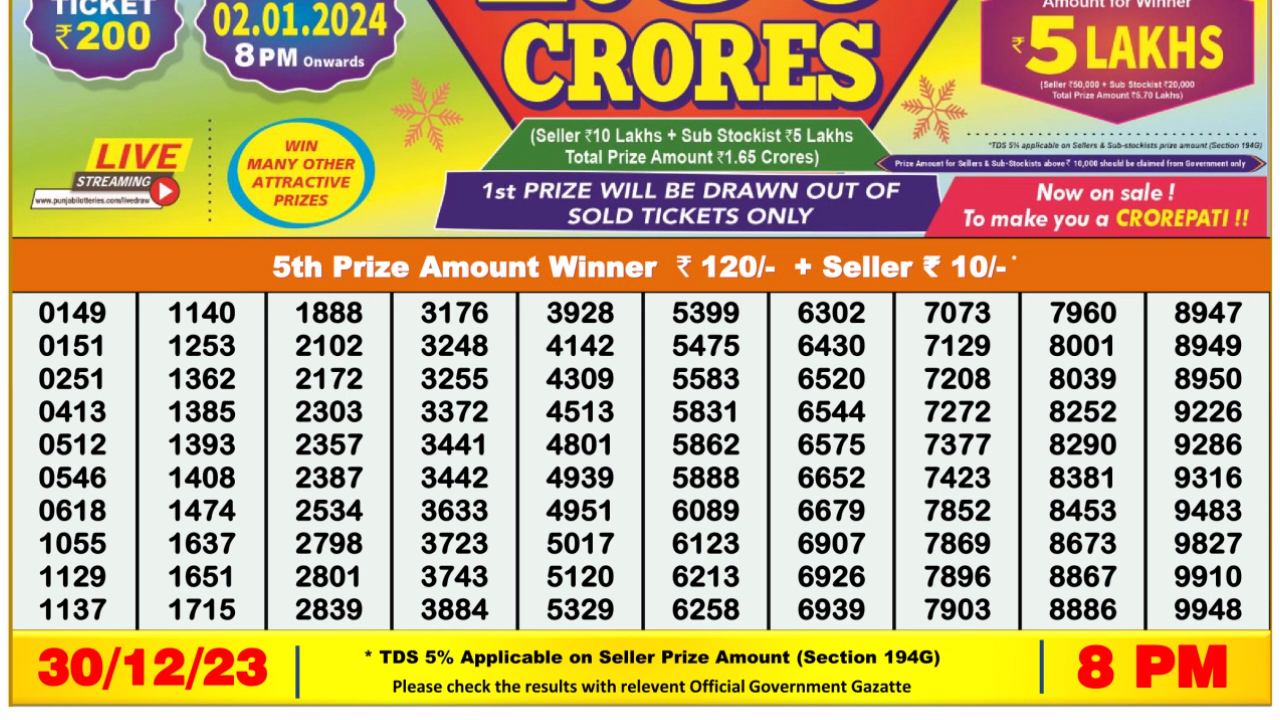 TICKET
₹200
02.01.2024
8 PM Onwards
CRORES
Amount for Winner
₹5 LAKHS
(Seller ₹50,000 + Sub Stockist ₹20,000
Total Prize Amount ₹5.70 Lakhs)
(Seller ₹10 Lakhs + Sub Stockist ₹5 Lakhs
Total Prize Amount ₹1.65 Crores)
*TDS 5% applicable on Sellers & Sub-stockists prize amount (Section 194G)
Prize Amount for Sellers & Sub-Stockists above ₹ 10,000 should be claimed from Government only
LIVE
STREAMING
www.punjablotteries.com/livedraw
WIN
MANY OTHER
ATTRACTIVE
PRIZES
1st PRIZE WILL BE DRAWN OUT OF
SOLD TICKETS ONLY
Now on sale !
To make you a CROREPATI !!
5th Prize Amount Winner ₹ 120/- + Seller ₹ 10/- *
0149 1140 1888 3176 3928 5399 6302 7073 7960 8947
0151 1253 2102 3248 4142 5475 6430 7129 8001 8949
0251 1362 2172 3255 4309 5583 6520 7208 8039 8950
0413 1385 2303 3372 4513 5831 6544 7272 8252 9226
0512 1393 2357 3441 4801 5862 6575 7377 8290 9286
0546 1408 2387 3442 4939 5888 6652 7423 8381 9316
0618 1474 2534 3633 4951 6089 6679 7852 8453 9483
1055 1637 2798 3723 5017 6123 6907 7869 8673 9827
1129 1651 2801 3743 5120 6213 6926 7896 8867 9910
1137 1715 2839 3884 5329 6258 6939 7903 8886 9948
30/12/23
* TDS 5% Applicable on Seller Prize Amount (Section 194G)
Please check the results with relevent Official Government Gazatte
8 PM